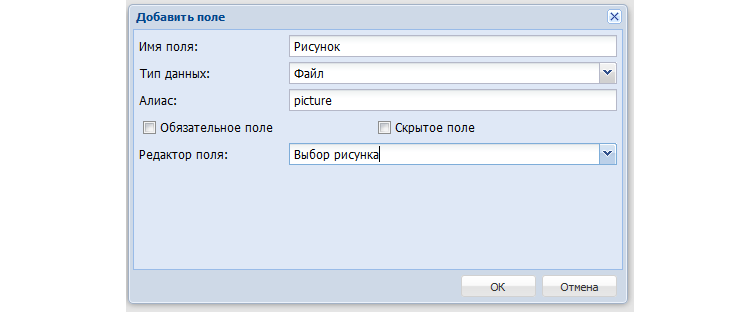 Добавить поле
Имя поля: Рисунок
Тип данных: Файл
Алиас: picture
Обязательное поле Скрытое поле
Редактор поля: Выбор рисунка
ОК Отмена